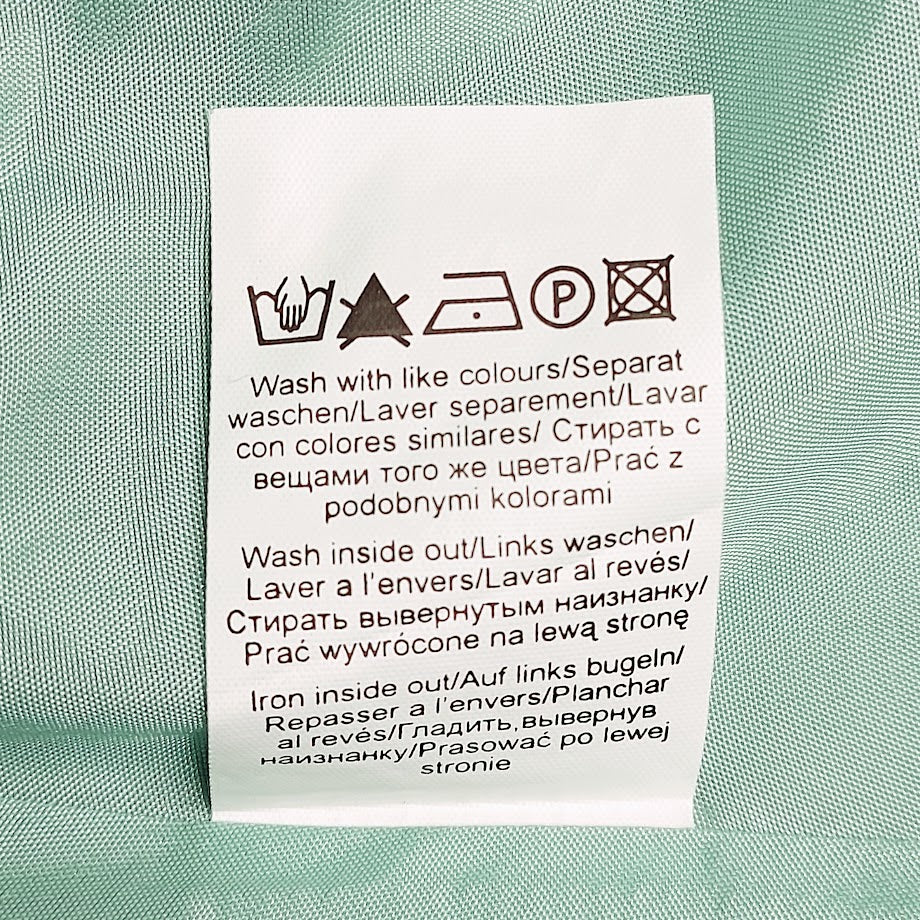 P
Wash with like colours/Separat
waschen/Laver separement/Lavar
con colores similares/ Стирать с
вещами того же цвета/Prać z
podobnymi kolorami
Wash inside out/Links waschen/
Laver a l'envers/Lavar al revés/
Стирать вывернутым наизнанку/
Prać wywrócone na lewą stronę
Iron inside out/Auf links bugeln/
Repasser a l'envers/Planchar
al revés/Гладить,вывернув
наизнанку/Prasować po lewej
stronie